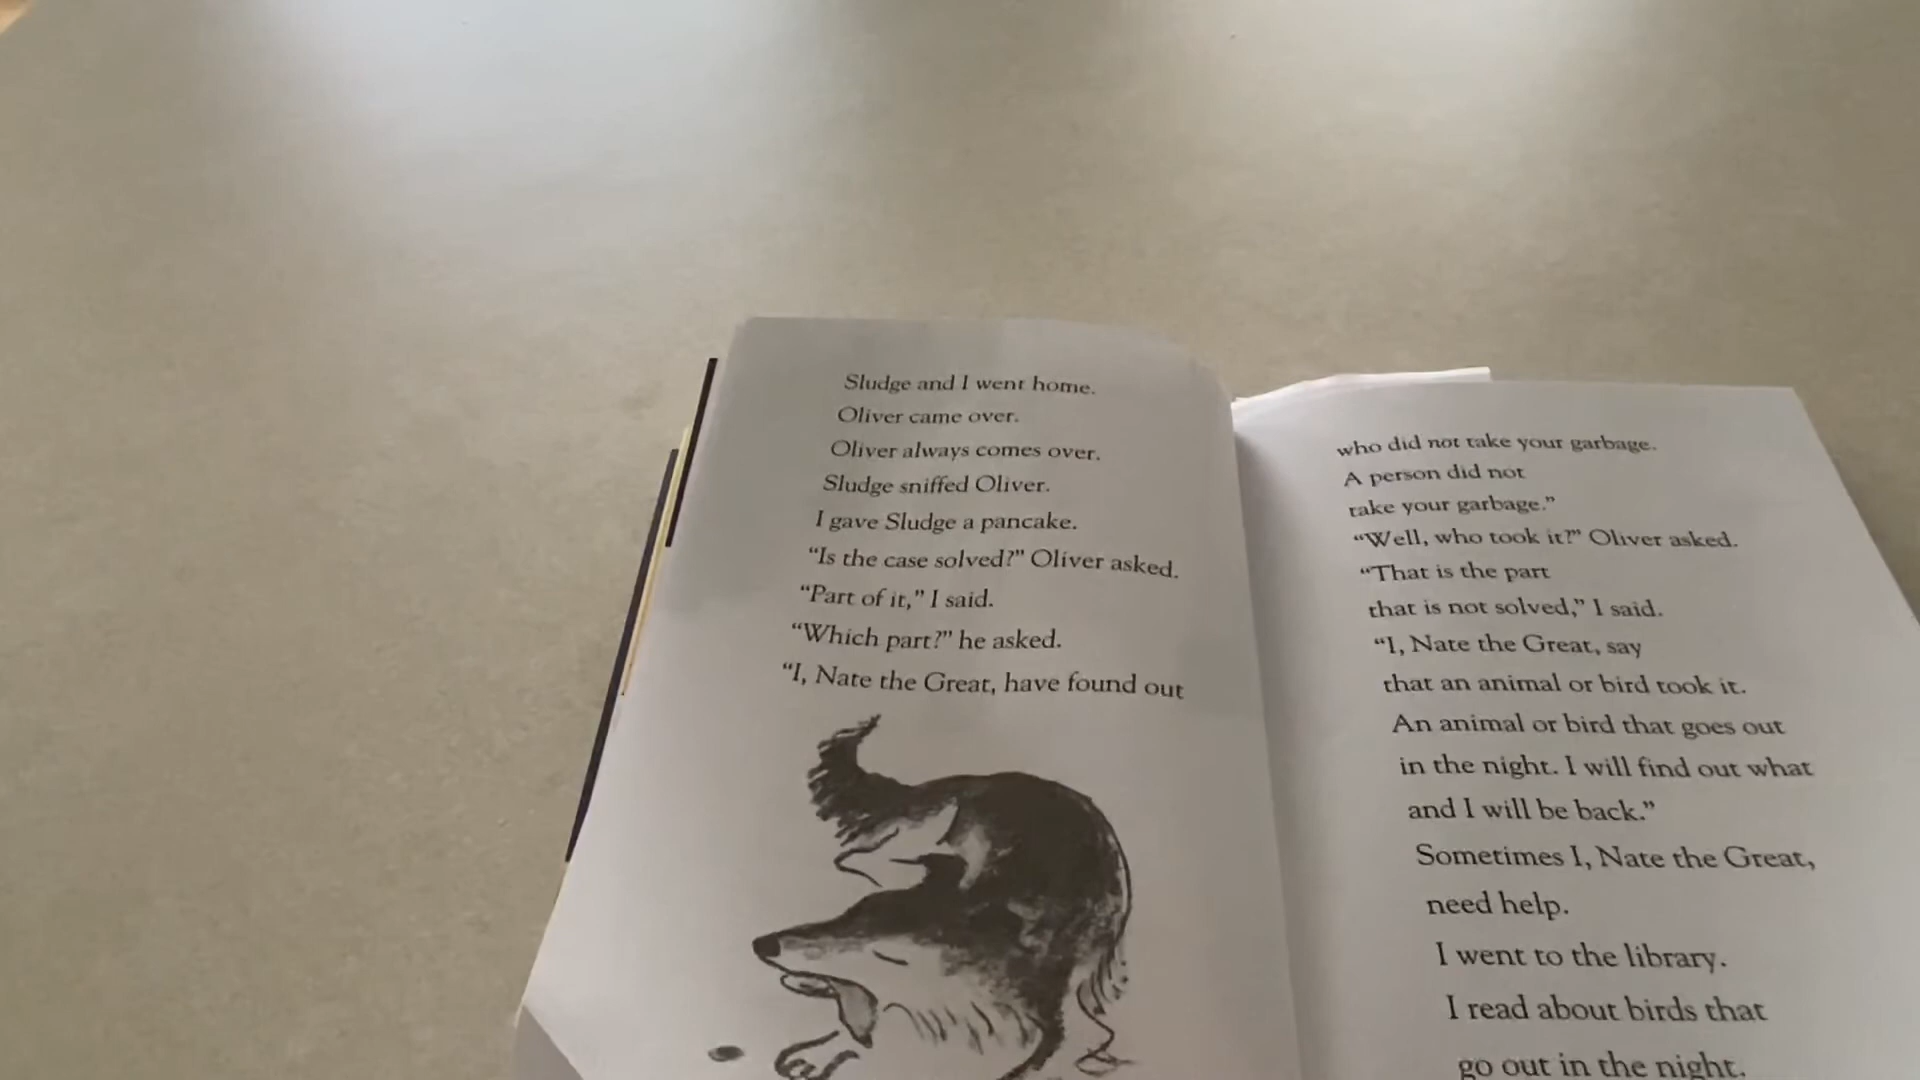 Sludge and I went home.
Oliver came over.
Oliver always comes over.
Sludge sniffed Oliver.
I gave Sludge a pancake.
“Is the case solved?” Oliver asked.
“Part of it,” I said.
“Which part?” he asked.
“I, Nate the Great, have found out
who did not take your garbage.
A person did not
take your garbage.”
“Well, who took it?” Oliver asked.
“That is the part
that is not solved,” I said.
“I, Nate the Great, say
that an animal or bird took it.
An animal or bird that goes out
in the night. I will find out what
and I will be back.”
Sometimes I, Nate the Great,
need help.
I went to the library.
I read about birds that
go out in the night.